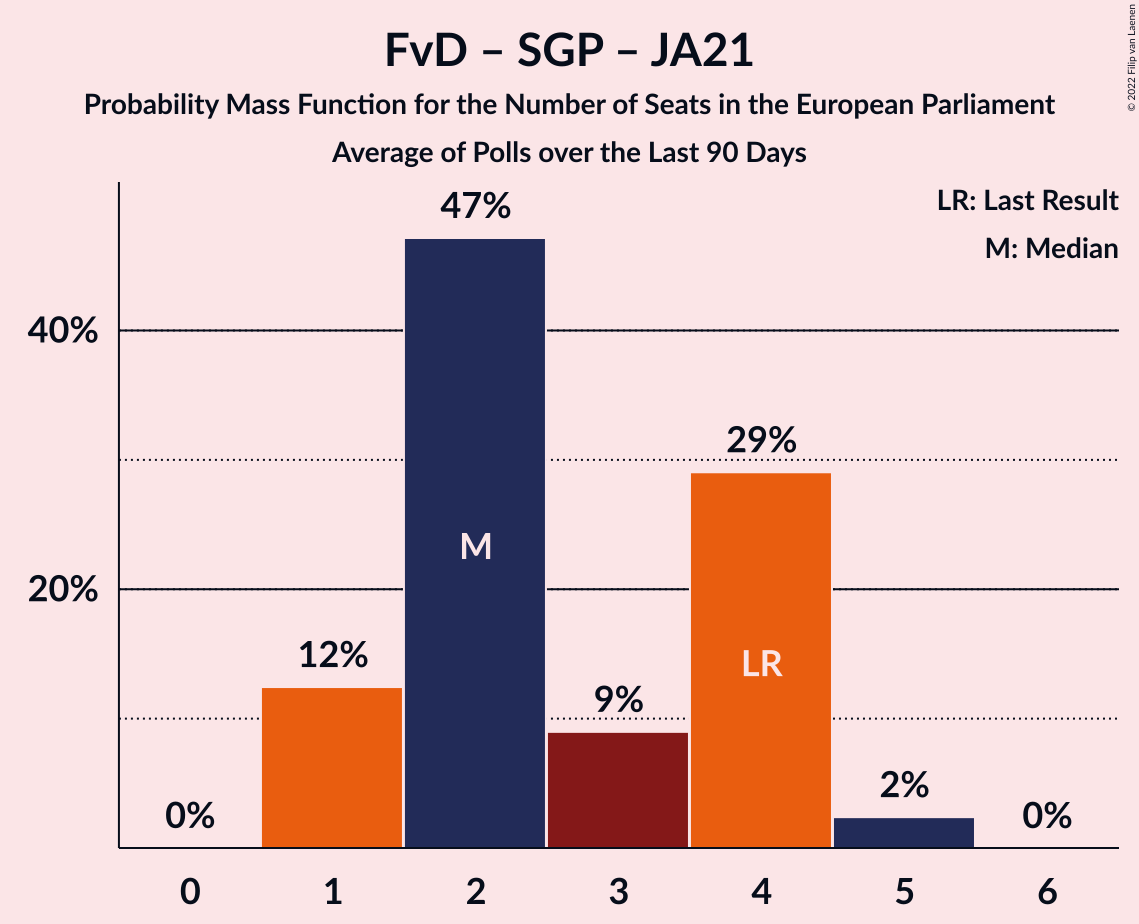 FvD – SGP – JA21
Probability Mass Function for the Number of Seats in the European Parliament
Average of Polls over the Last 90 Days
© 2022 Filip van Laenen
LR: Last Result
M: Median
40%
20%
0%
12%
47%
9%
29%
2%
0%
M
LR
0
1
2
3
4
5
6